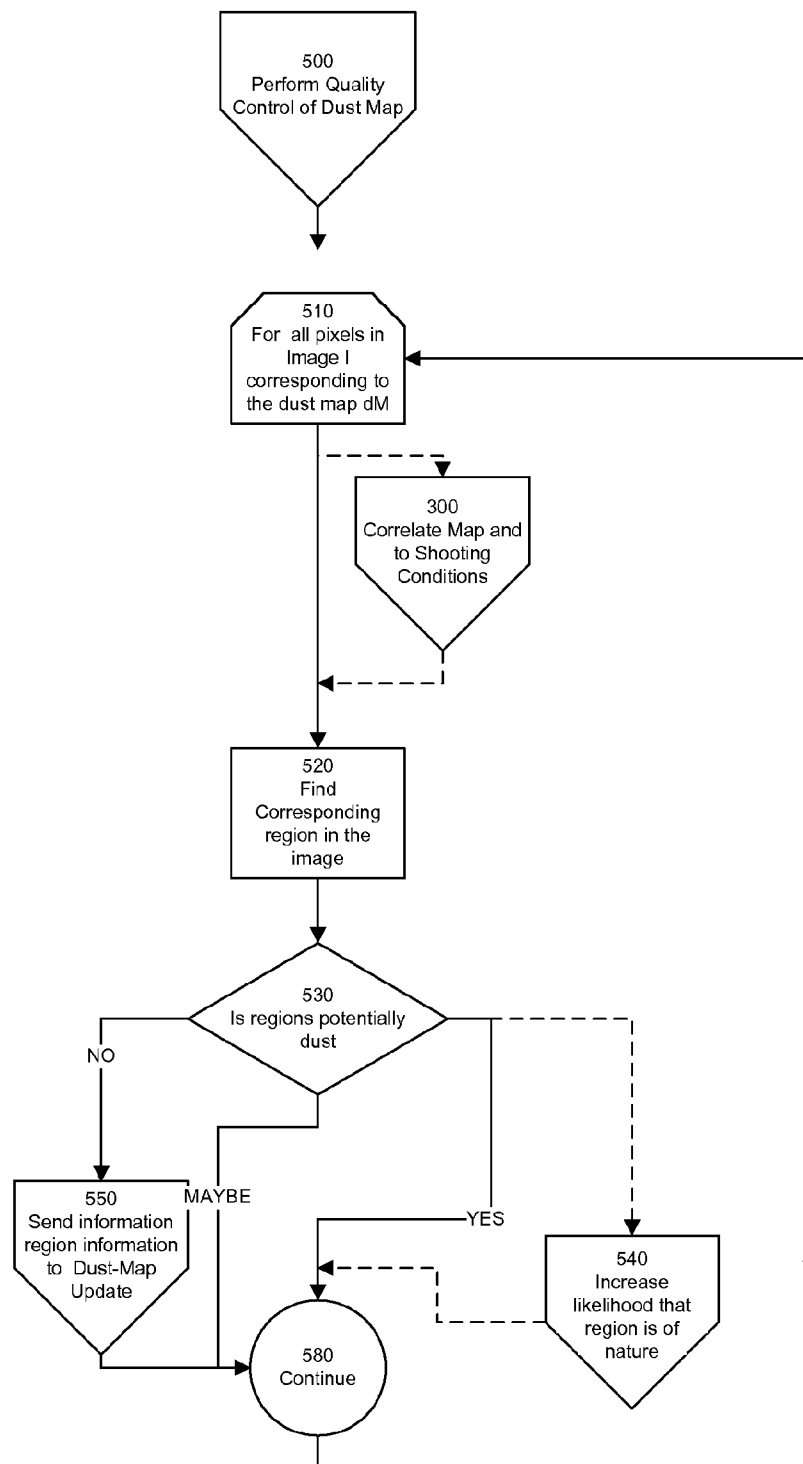 500
Perform Quality
Control of Dust Map
510
For all pixels in
Image I
corresponding to
the dust map dM
300
Correlate Map and
to Shooting
Conditions
520
Find
Corresponding
region in the
image
530
Is regions potentially
dust
NO
MAYBE
YES
550
Send information
region information
to Dust-Map
Update
540
Increase
likelihood that
region is of
nature
580
Continue